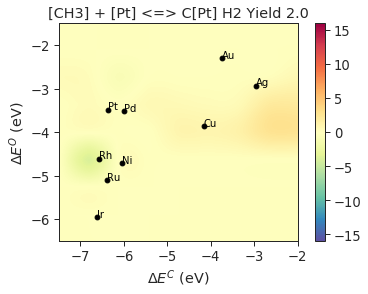 [CH3] + [Pt] <=> C[Pt] H2 Yield 2.0
ΔE^O (eV)
−2
−3
−4
−5
−6
Au
Ag
Pt
Pd
Cu
Rh
Ni
Ru
Ir
−7
−6
−5
−4
−3
−2
ΔE^C (eV)
15
10
5
0
−5
−10
−15